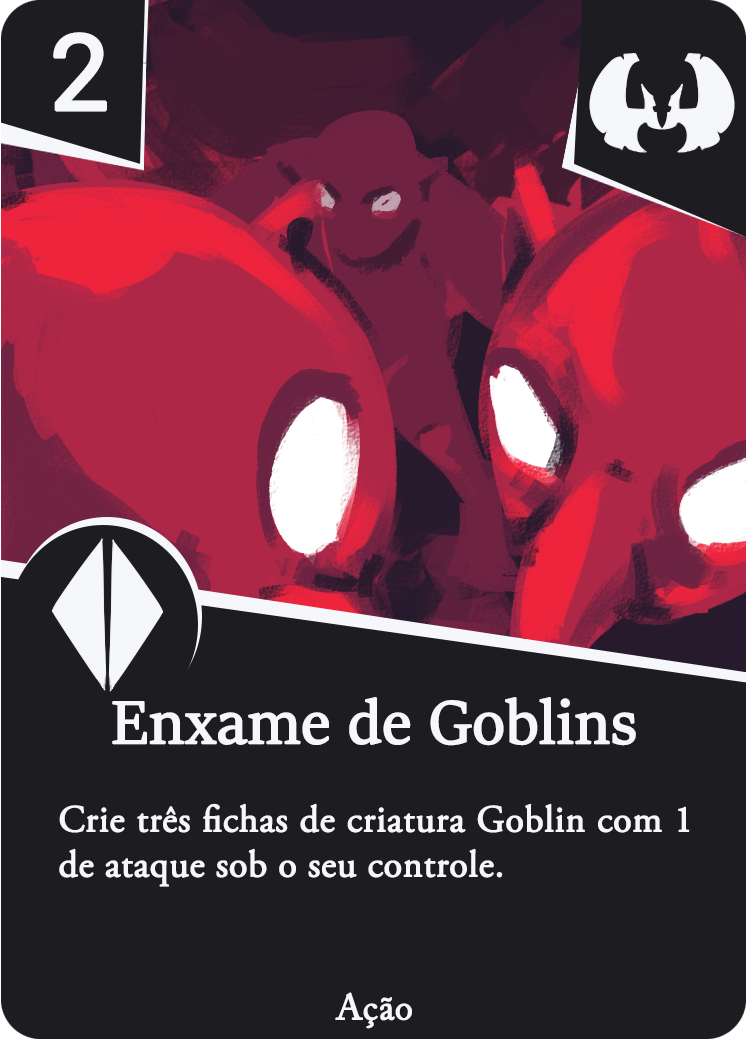 2
Enxame de Goblins
Crie três fichas de criatura Goblin com 1
de ataque sob o seu controle.
Ação